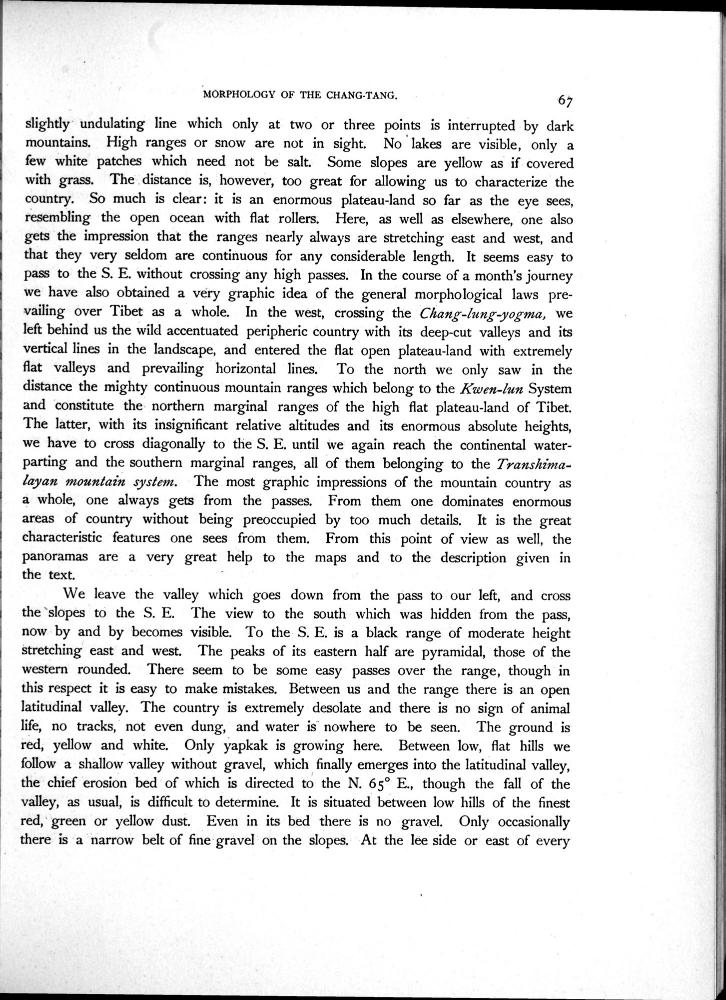 MORPHOLOGY OF THE CHANG-TANG.
67
slightly undulating line which only at two or three points is interrupted by dark
mountains. High ranges or snow are not in sight. No lakes are visible, only a
few white patches which need not be salt. Some slopes are yellow as if covered
with grass. The distance is, however, too great for allowing us to characterize the
country. So much is clear: it is an enormous plateau-land so far as the eye sees,
resembling the open ocean with flat rollers. Here, as well as elsewhere, one also
gets the impression that the ranges nearly always are stretching east and west, and
that they very seldom are continuous for any considerable length. It seems easy to
pass to the S. E. without crossing any high passes. In the course of a month's journey
we have also obtained a very graphic idea of the general morphological laws pre-
vailing over Tibet as a whole. In the west, crossing the Chang-lung-yogma, we
left behind us the wild accentuated peripheric country with its deep-cut valleys and its
vertical lines in the landscape, and entered the flat open plateau-land with extremely
flat valleys and prevailing horizontal lines. To the north we only saw in the
distance the mighty continuous mountain ranges which belong to the Kwen-lun System
and constitute the northern marginal ranges of the high flat plateau-land of Tibet.
The latter, with its insignificant relative altitudes and its enormous absolute heights,
we have to cross diagonally to the S. E. until we again reach the continental water-
parting and the southern marginal ranges, all of them belonging to the Transhima-
layan mountain system. The most graphic impressions of the mountain country as
a whole, one always gets from the passes. From them one dominates enormous
areas of country without being preoccupied by too much details. It is the great
characteristic features one sees from them. From this point of view as well, the
panoramas are a very great help to the maps and to the description given in
the text.
We leave the valley which goes down from the pass to our left, and cross
the slopes to the S. E. The view to the south which was hidden from the pass,
now by and by becomes visible. To the S. E. is a black range of moderate height
stretching east and west. The peaks of its eastern half are pyramidal, those of the
western rounded. There seem to be some easy passes over the range, though in
this respect it is easy to make mistakes. Between us and the range there is an open
latitudinal valley. The country is extremely desolate and there is no sign of animal
life, no tracks, not even dung, and water is nowhere to be seen. The ground is
red, yellow and white. Only yapkak is growing here. Between low, flat hills we
follow a shallow valley without gravel, which finally emerges into the latitudinal valley,
the chief erosion bed of which is directed to the N. 65° E., though the fall of the
valley, as usual, is difficult to determine. It is situated between low hills of the finest
red, green or yellow dust. Even in its bed there is no gravel. Only occasionally
there is a narrow belt of fine gravel on the slopes. At the lee side or east of every